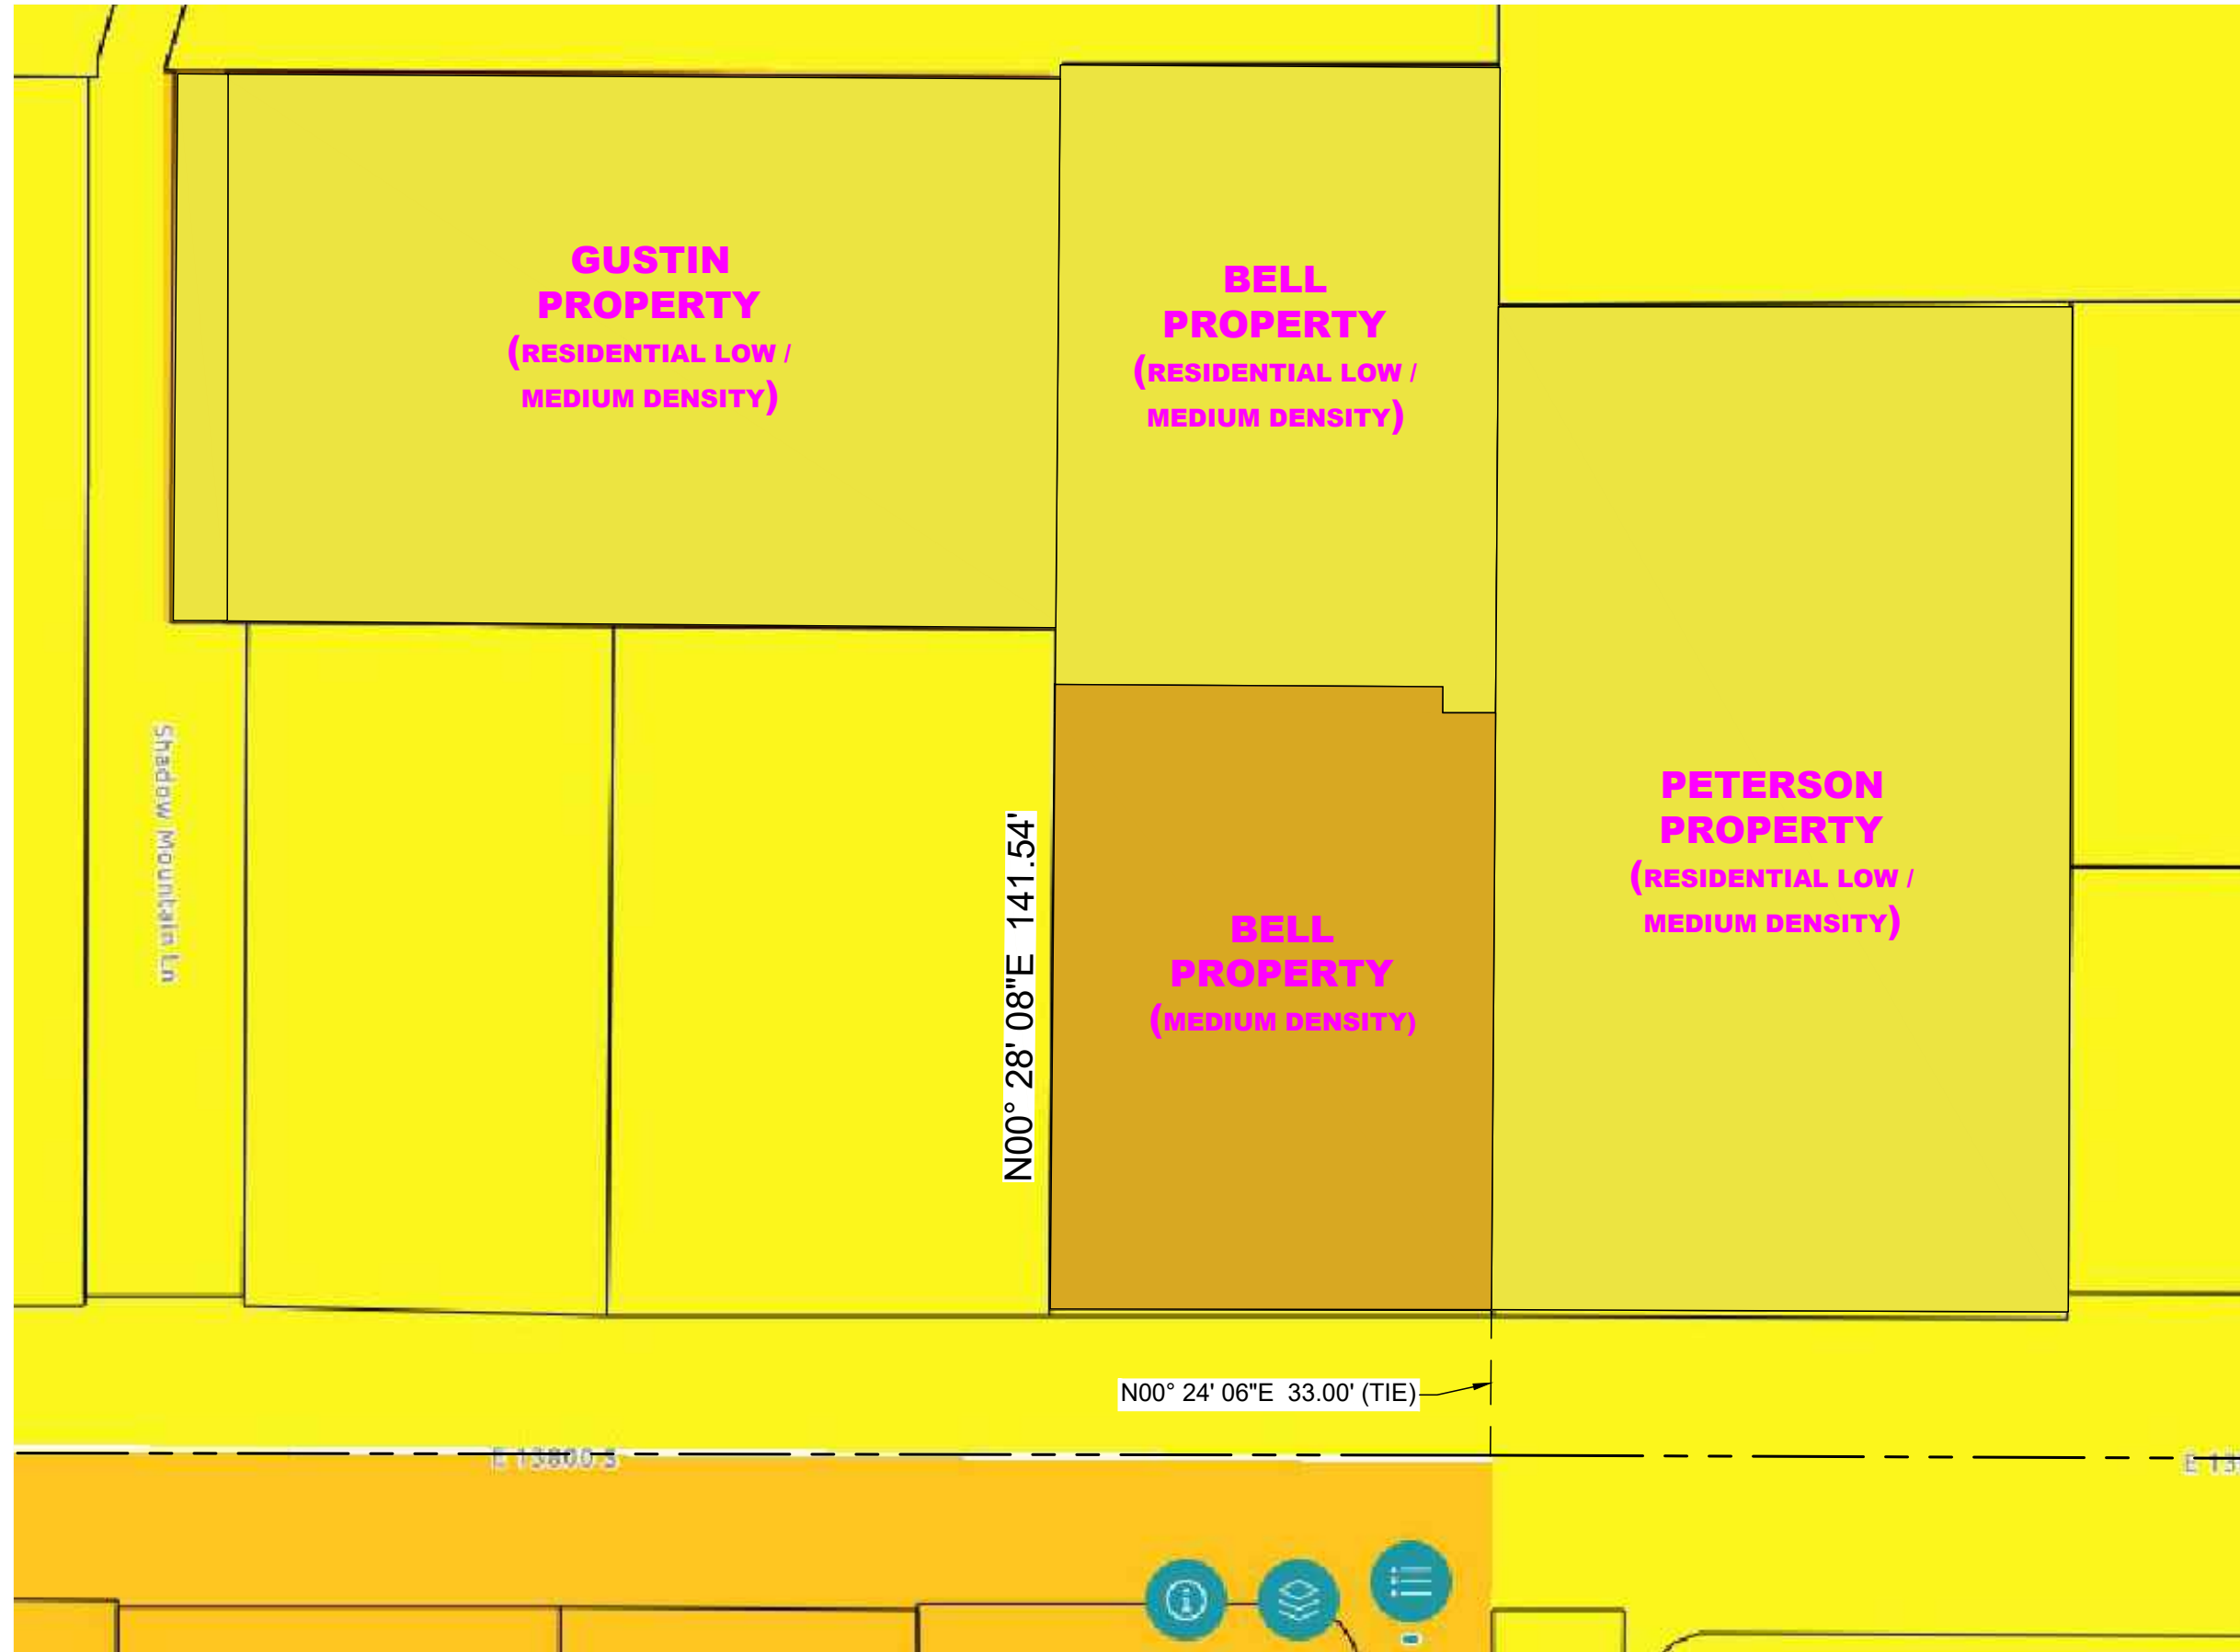 GUSTIN
PROPERTY
(RESIDENTIAL LOW /
MEDIUM DENSITY)
BELL
PROPERTY
(RESIDENTIAL LOW /
MEDIUM DENSITY)
PETERSON
PROPERTY
(RESIDENTIAL LOW /
MEDIUM DENSITY)
Shadow Mountain Ln
N00° 28' 08"E 141.54'
BELL
PROPERTY
(MEDIUM DENSITY)
N00° 24' 06"E 33.00' (TIE)
E 13800 S
E 13